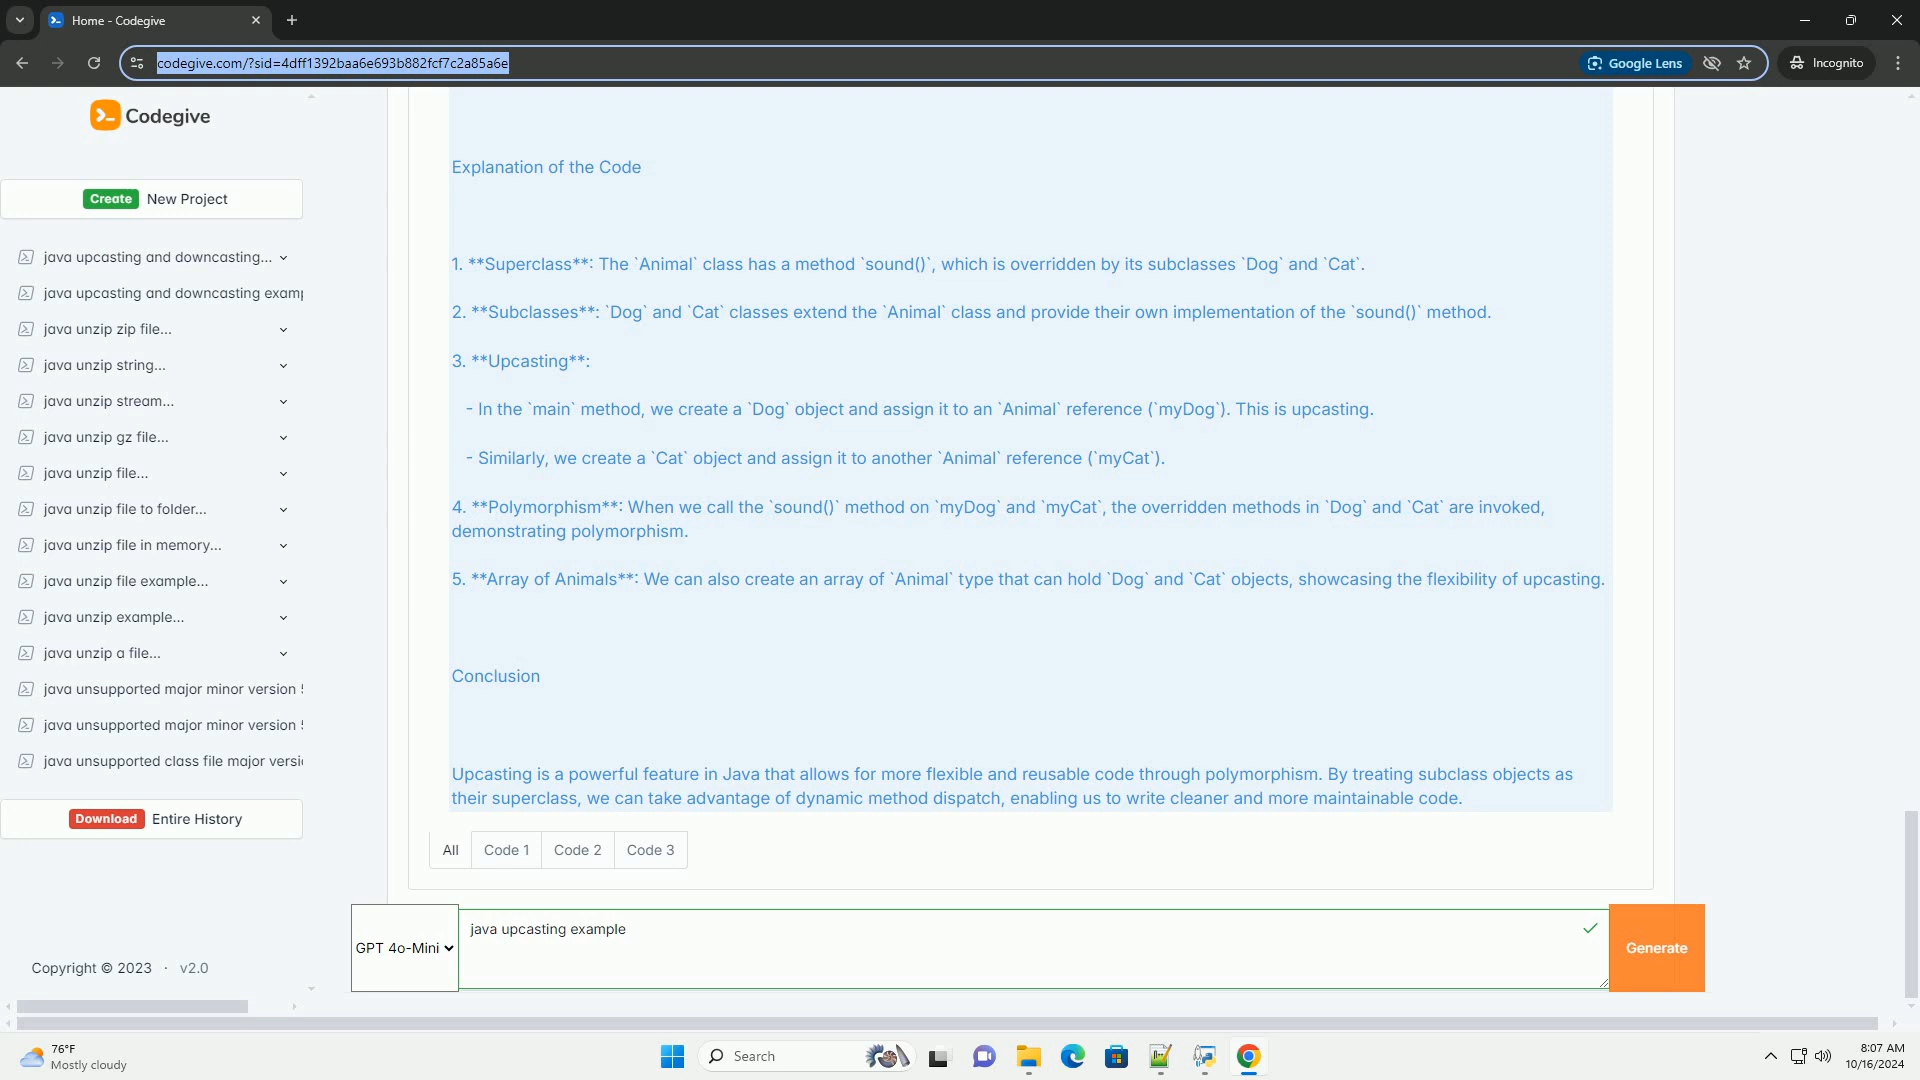 Home - Codegive
codegive.com/?sid=4dff1392baa6e693b882fcf7c2a85a6e
Google Lens
Incognito
Codegive
Create New Project
java upcasting and downcasting...
java upcasting and downcasting examp
java unzip zip file...
java unzip string...
java unzip stream...
java unzip gz file...
java unzip file...
java unzip file to folder...
java unzip file in memory...
java unzip file example...
java unzip example...
java unzip a file...
java unsupported major minor version 5
java unsupported major minor version 5
java unsupported class file major versi
Download Entire History
Copyright © 2023 · v2.0
Explanation of the Code
1. **Superclass**: The `Animal` class has a method `sound()`, which is overridden by its subclasses `Dog` and `Cat`.
2. **Subclasses**: `Dog` and `Cat` classes extend the `Animal` class and provide their own implementation of the `sound()` method.
3. **Upcasting**:
- In the `main` method, we create a `Dog` object and assign it to an `Animal` reference (`myDog`). This is upcasting.
- Similarly, we create a `Cat` object and assign it to another `Animal` reference (`myCat`).
4. **Polymorphism**: When we call the `sound()` method on `myDog` and `myCat`, the overridden methods in `Dog` and `Cat` are invoked,
demonstrating polymorphism.
5. **Array of Animals**: We can also create an array of `Animal` type that can hold `Dog` and `Cat` objects, showcasing the flexibility of upcasting.
Conclusion
Upcasting is a powerful feature in Java that allows for more flexible and reusable code through polymorphism. By treating subclass objects as
their superclass, we can take advantage of dynamic method dispatch, enabling us to write cleaner and more maintainable code.
All Code 1 Code 2 Code 3
GPT 4o-Mini
java upcasting example
Generate
76°F
Mostly cloudy
Search
8:07 AM
10/16/2024